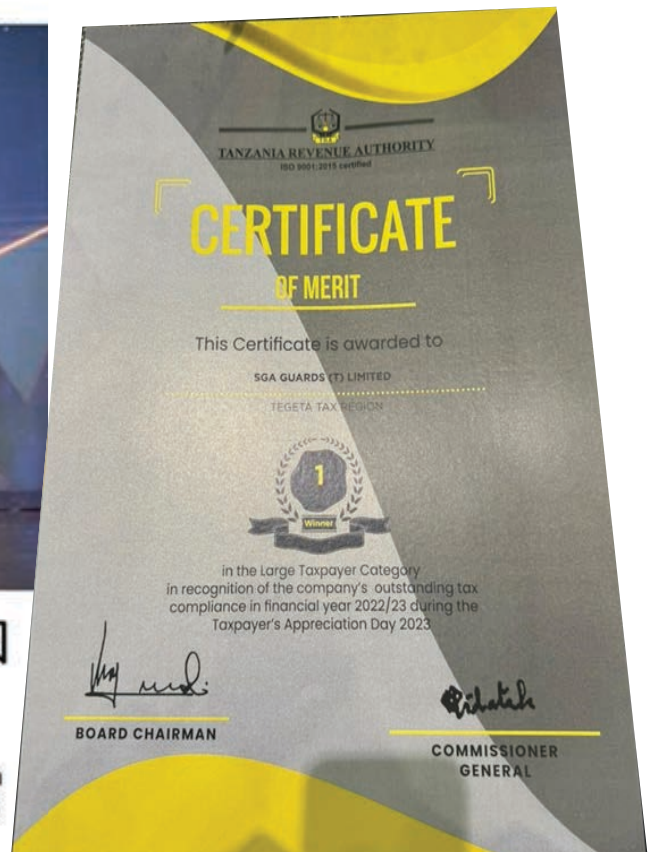 TANZANIA REVENUE AUTHORITY
ISO 9001:2015 certified
CERTIFICATE
OF MERIT
This Certificate is awarded to
SGA GUARDS (T) LIMITED
TEGETA TAX REGION
1
Winner
in the Large Taxpayer Category
in recognition of the company's outstanding tax
compliance in financial year 2022/23 during the
Taxpayer's Appreciation Day 2023
BOARD CHAIRMAN
COMMISSIONER
GENERAL